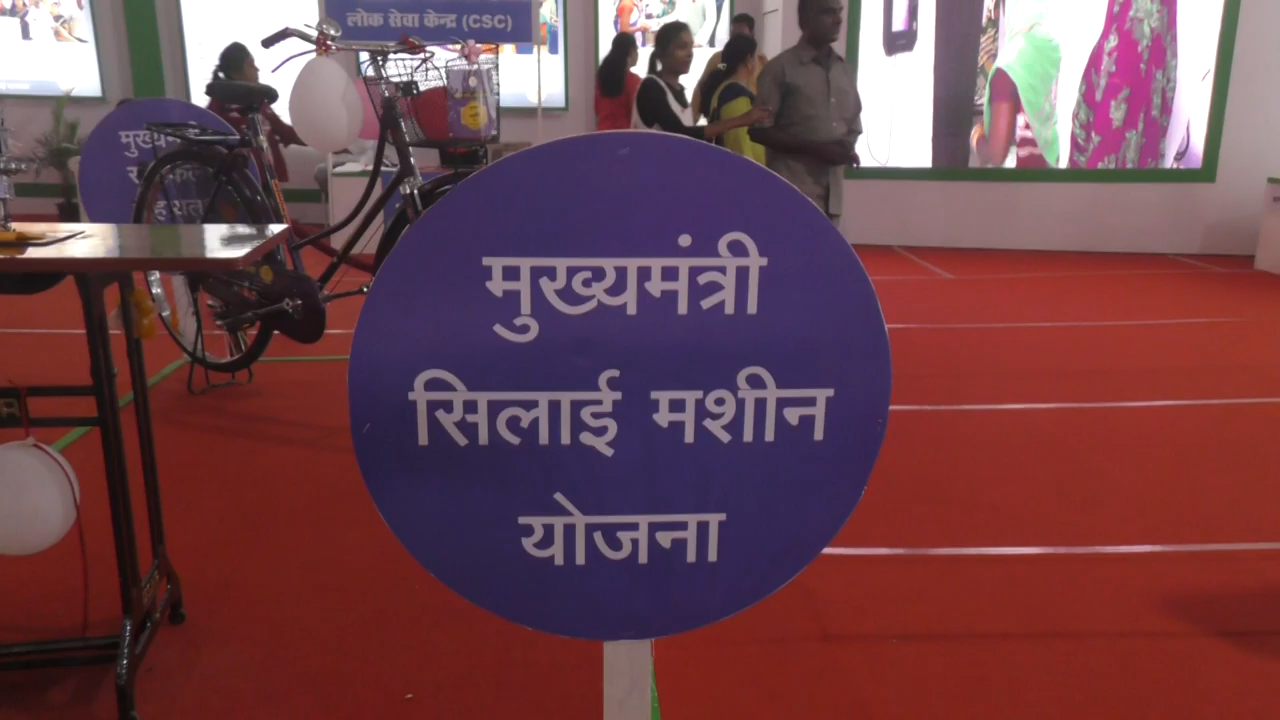 लोक सेवा केन्द्र (CSC)
मुख्यमंत्री
सिलाई मशीन
योजना